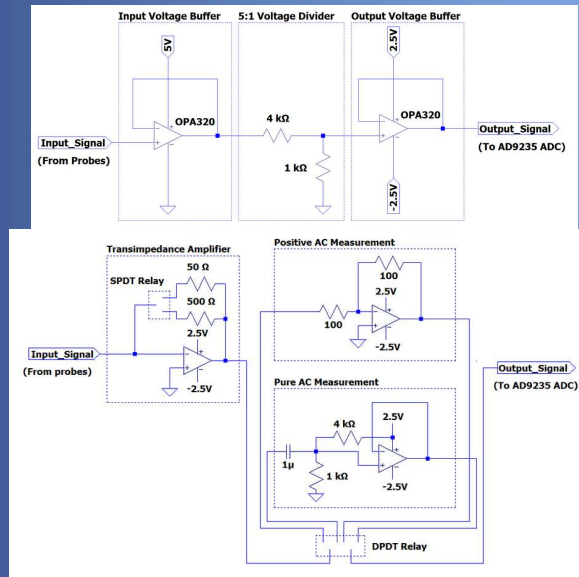 Input Voltage Buffer
5:1 Voltage Divider
Output Voltage Buffer
5V
2.5V
OPA320
4 kΩ
OPA320
Input_Signal
(From Probes)
Output_Signal
(To AD9235 ADC)
1 kΩ
-2.5V
Transimpedance Amplifier
Positive AC Measurement
50 Ω
SPDT Relay
500 Ω
100
2.5V
100
-2.5V
2.5V
Input_Signal
(From probes)
-2.5V
Output_Signal
(To AD9235 ADC)
Pure AC Measurement
4 kΩ
2.5V
1µ
1 kΩ
-2.5V
DPDT Relay